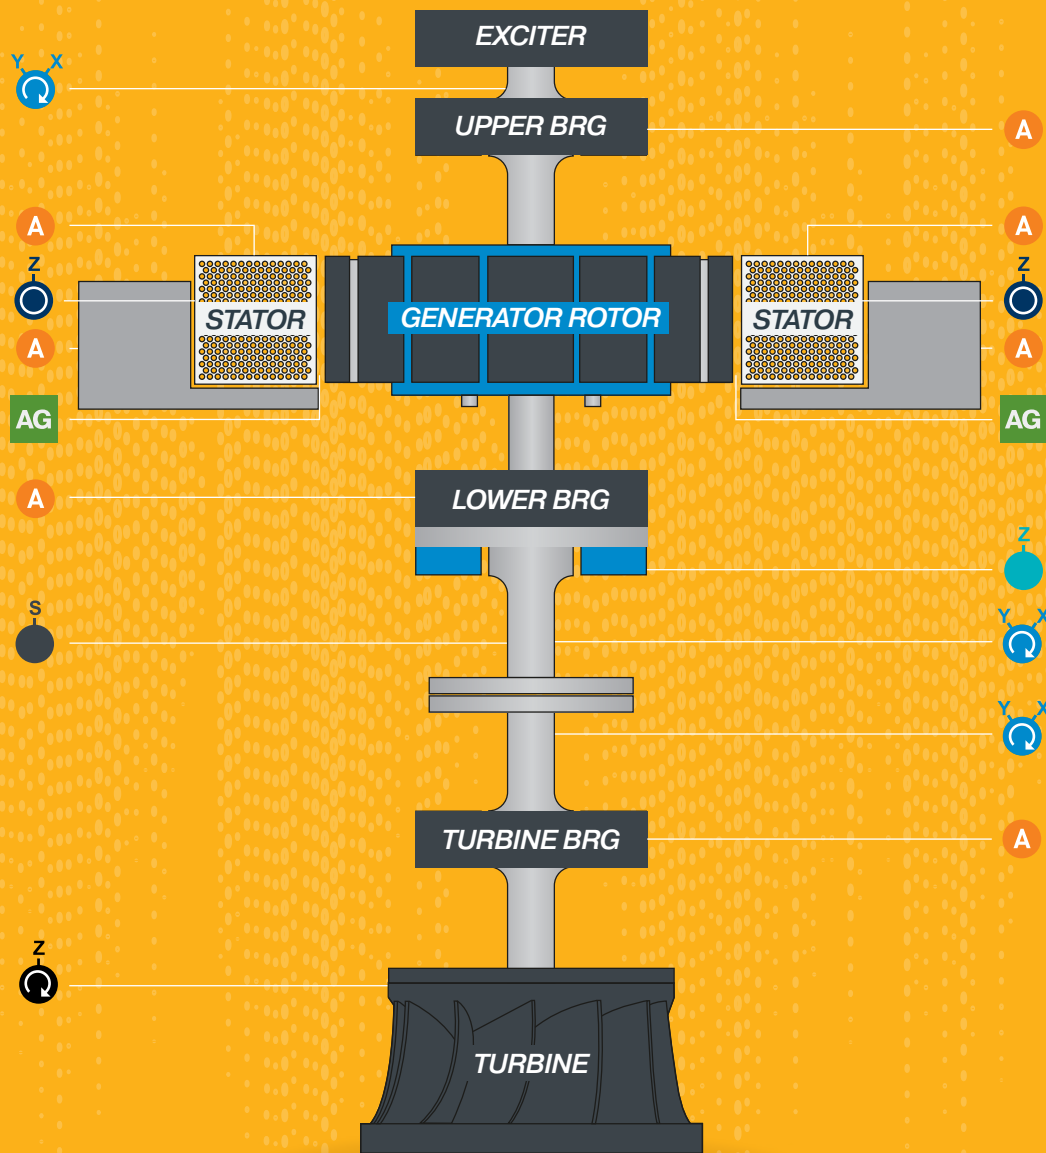 EXCITER
Y X
UPPER BRG
A
A
A
Z
Z
STATOR
GENERATOR ROTOR
STATOR
A
A
AG
AG
A
LOWER BRG
Z
S
Y X
Y X
TURBINE BRG
A
Z
TURBINE